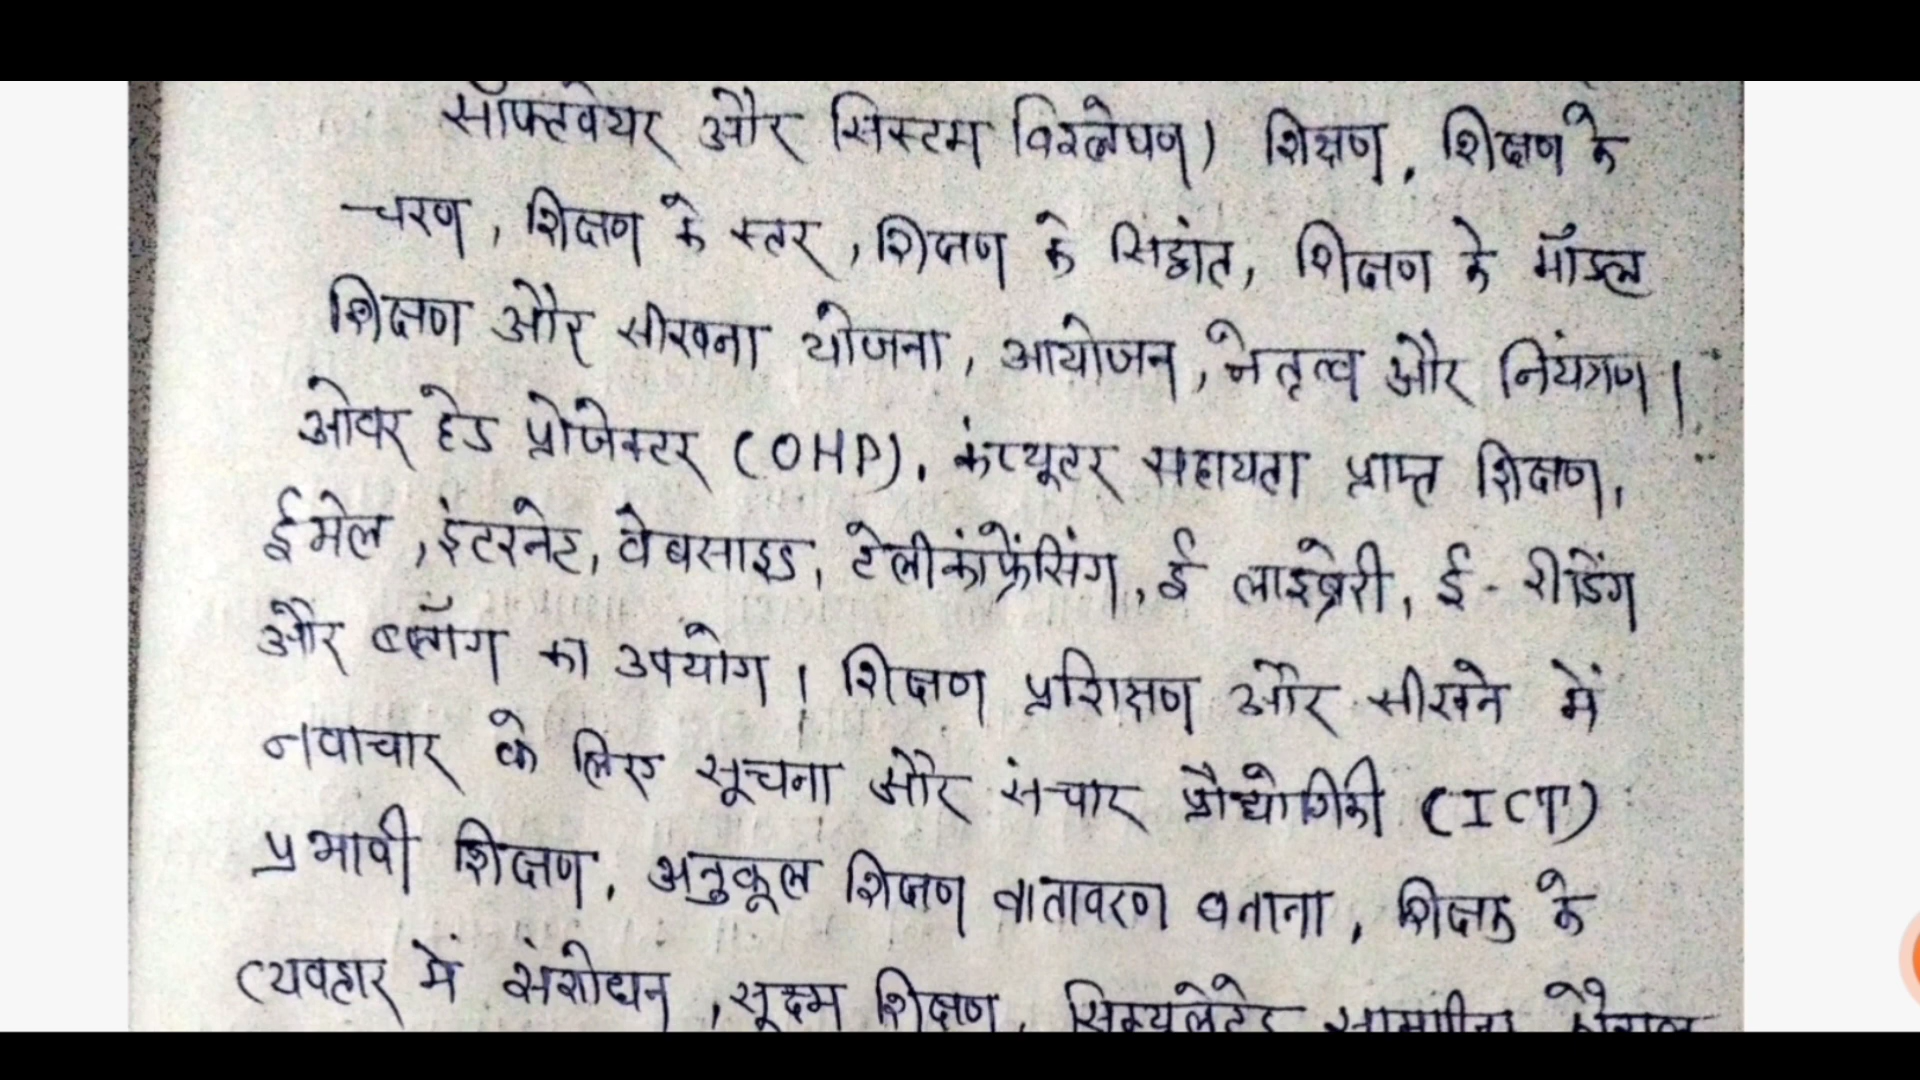 सॉफ्टवेयर और सिस्टम विश्लेषण) शिक्षण, शिक्षण के
चरण, शिक्षण के स्तर, शिक्षण के सिद्धांत, शिक्षण के मॉडल
शिक्षण और सीखना योजना, आयोजन, नेतृत्व और नियंत्रण।
ओवर हेड प्रोजेक्टर (OHP), कंप्यूटर सहायता प्राप्त शिक्षण,
ईमेल, इंटरनेट, वेबसाइड, टेलीकांफ्रेंसिंग, ई लाइब्रेरी, ई- रीडिंग
और ब्लॉग का उपयोग। शिक्षण प्रशिक्षण और सीखने में
नवाचार के लिए सूचना और संचार प्रौद्योगिकी (ICT)
प्रभावी शिक्षण, अनुकूल शिक्षण वातावरण बनाना, शिक्षक के
व्यवहार में संशोधन, सूक्ष्म शिक्षण,